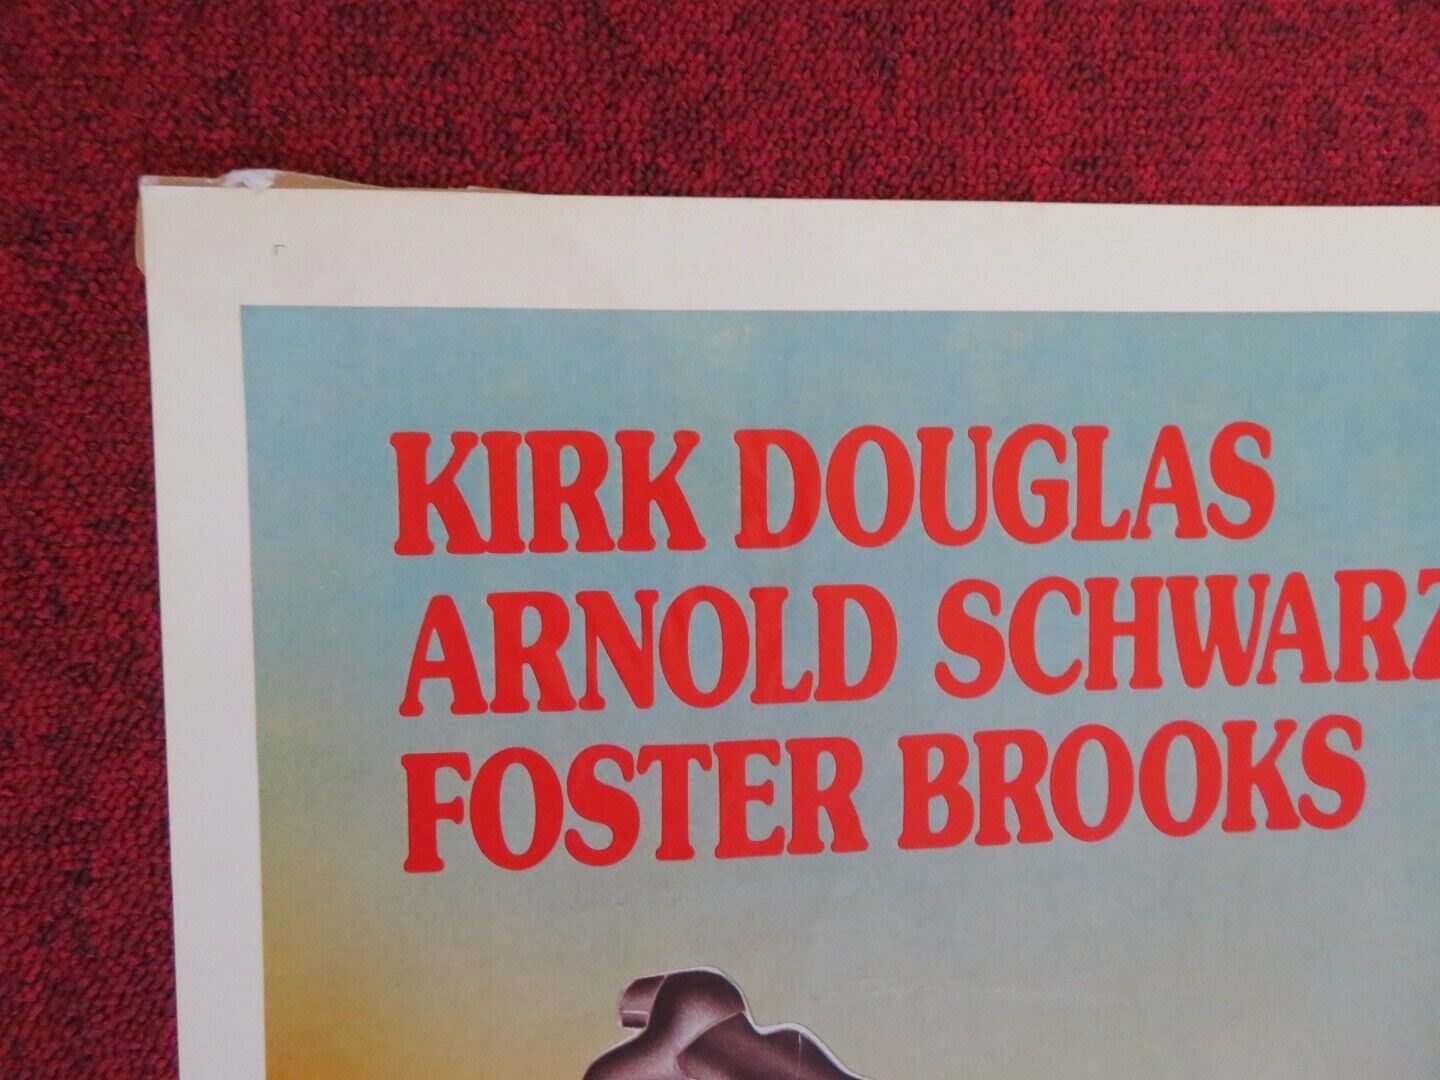 KIRK DOUGLAS
ARNOLD SCHWARZ
FOSTER BROOKS